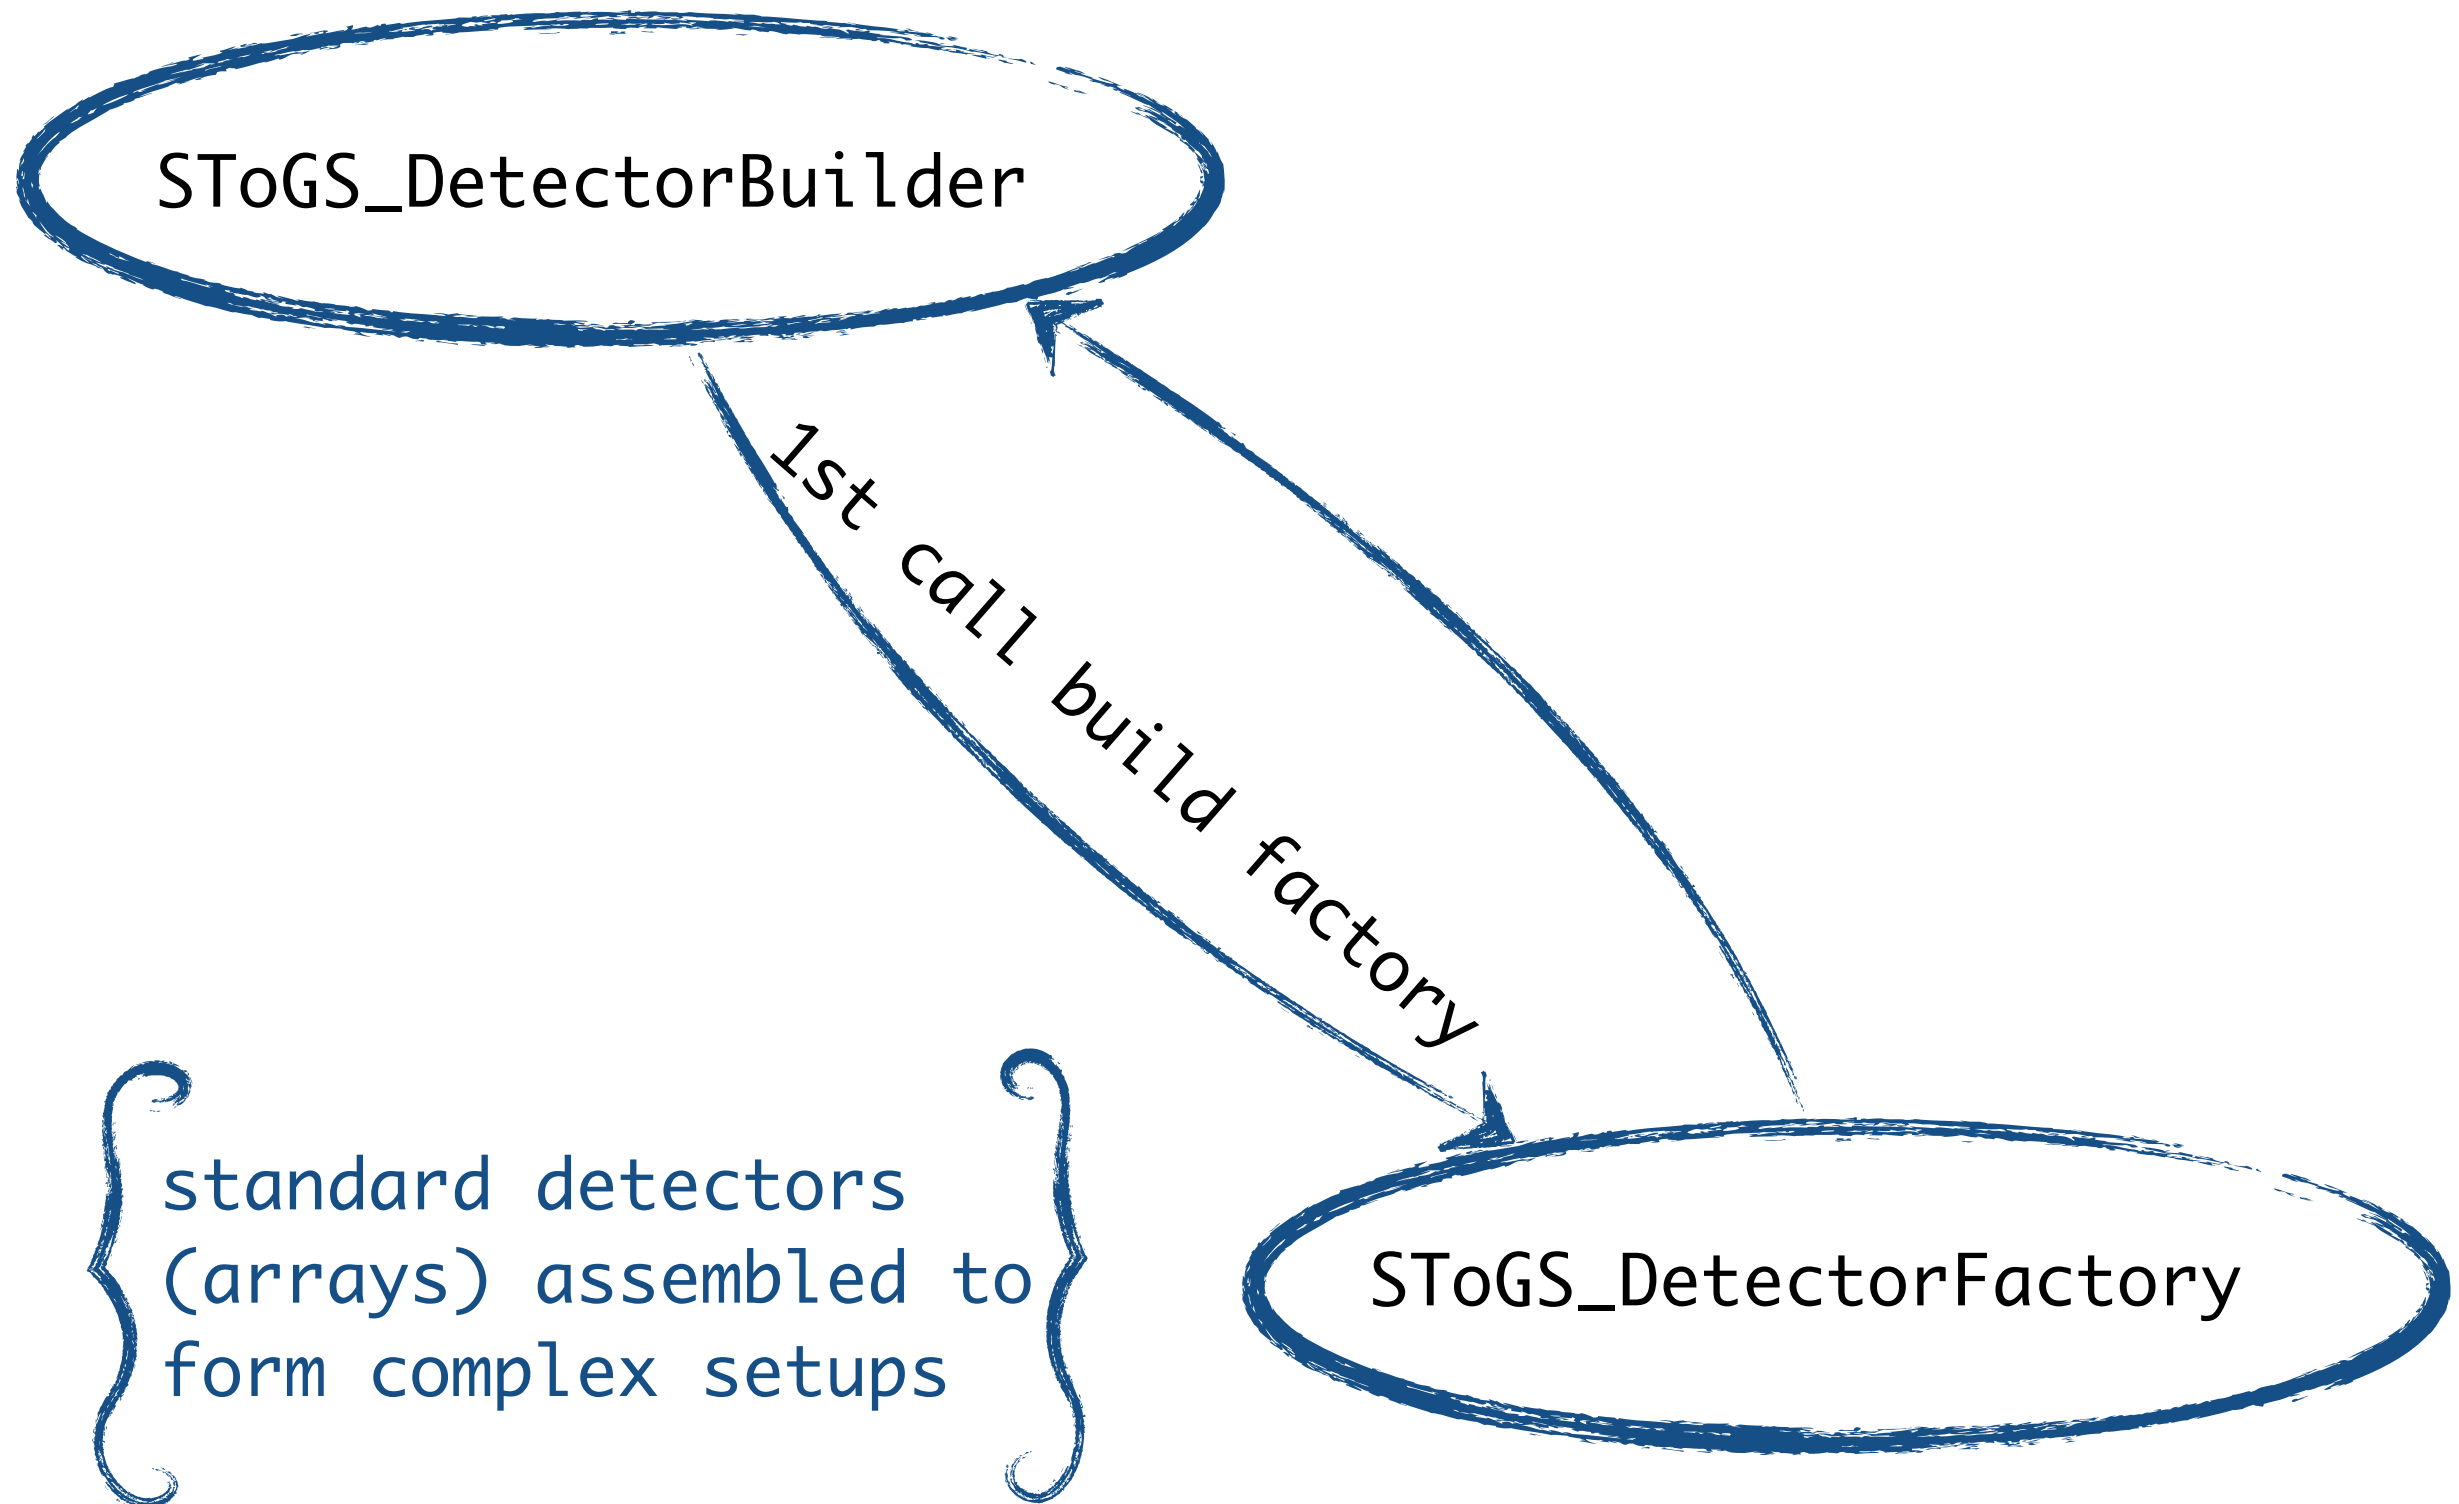 SToGS_DetectorBuilder
1st call build factory
standard detectors
(arrays) assembled to
form complex setups
SToGS_DetectorFactory